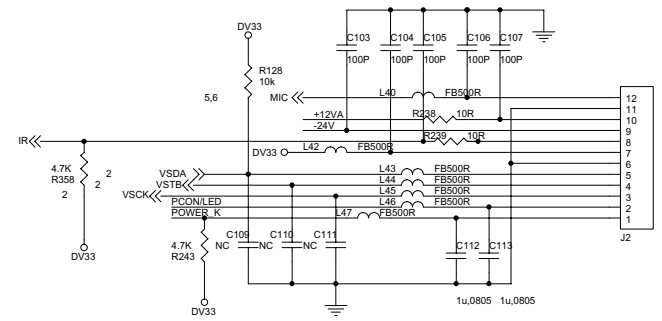 DV33
C103 C104 C105 C106 C107
100P 100P 100P 100P 100P
R128
10k
5,6
MIC L40 FB500R 12
11
+12VA R238 10R 10
-24V 9
IR R239 10R 8
DV33 L42 FB500R 7
6
4.7K
R358
2
2
2
VSDA L43 FB500R 5
VSTB L44 FB500R 4
VSCK L45 FB500R 3
PCON/LED L46 FB500R 2
POWER_K L47 FB500R 1
J2
4.7K
R243
C109 C110 C111 C112 C113
NC NC NC
DV33
1u,0805 1u,0805
DV33